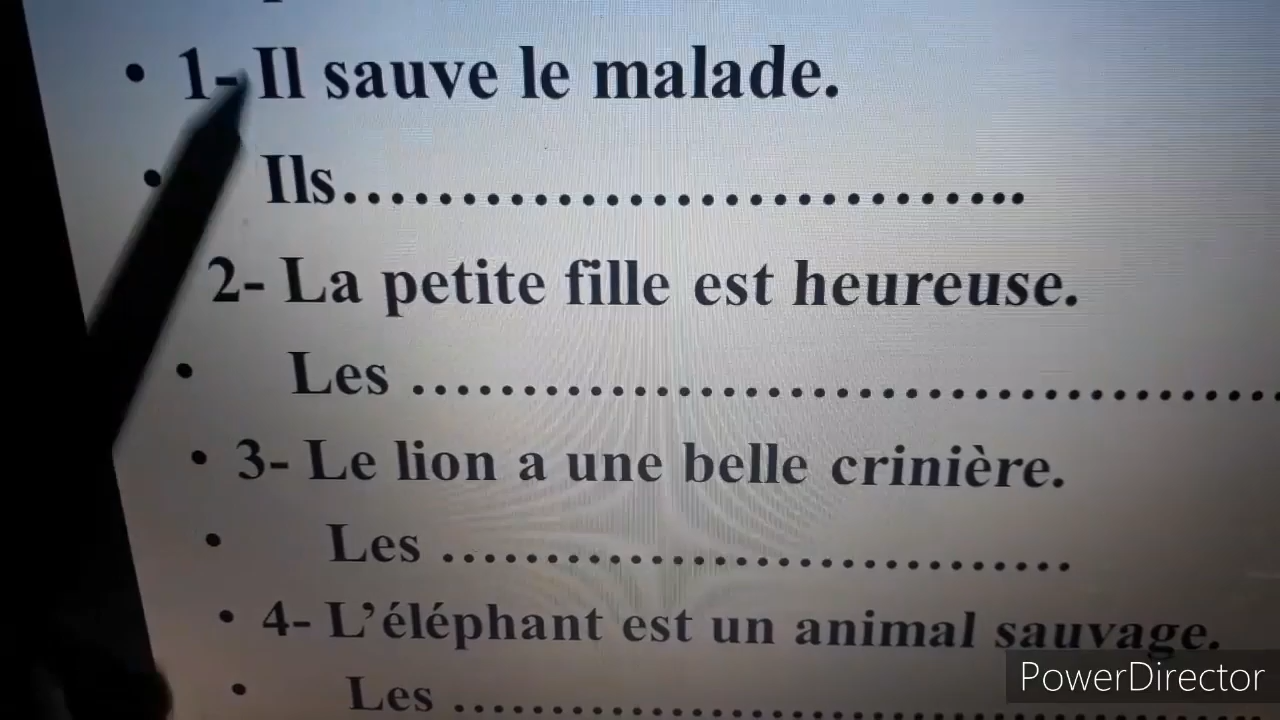 • 1- Il sauve le malade.
• Ils…………………………..
2- La petite fille est heureuse.
• Les ……………………………………
• 3- Le lion a une belle crinière.
• Les …………………………….
• 4- L’éléphant est un animal sauvage.
• Les ……………………………………
PowerDirector